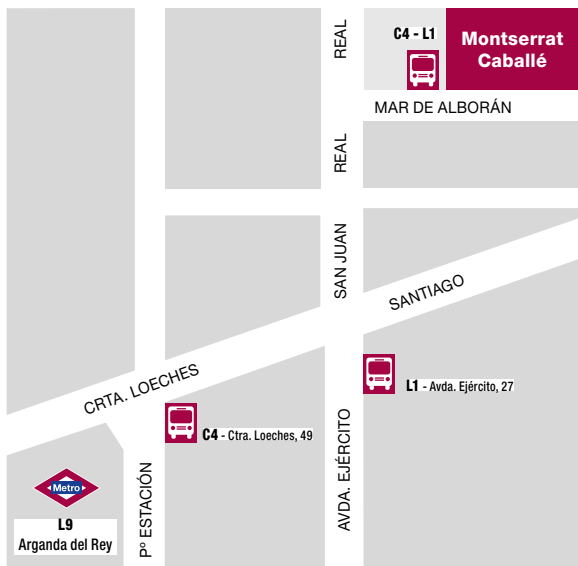 REAL
C4 - L1
Montserrat
Caballé
MAR DE ALBORÁN
REAL
SAN JUAN
SANTIAGO
CRTA. LOECHES
L1 - Avda. Ejército, 27
C4 - Ctra. Loeches, 49
AVDA. EJÉRCITO
Pº ESTACIÓN
Metro
L9
Arganda del Rey